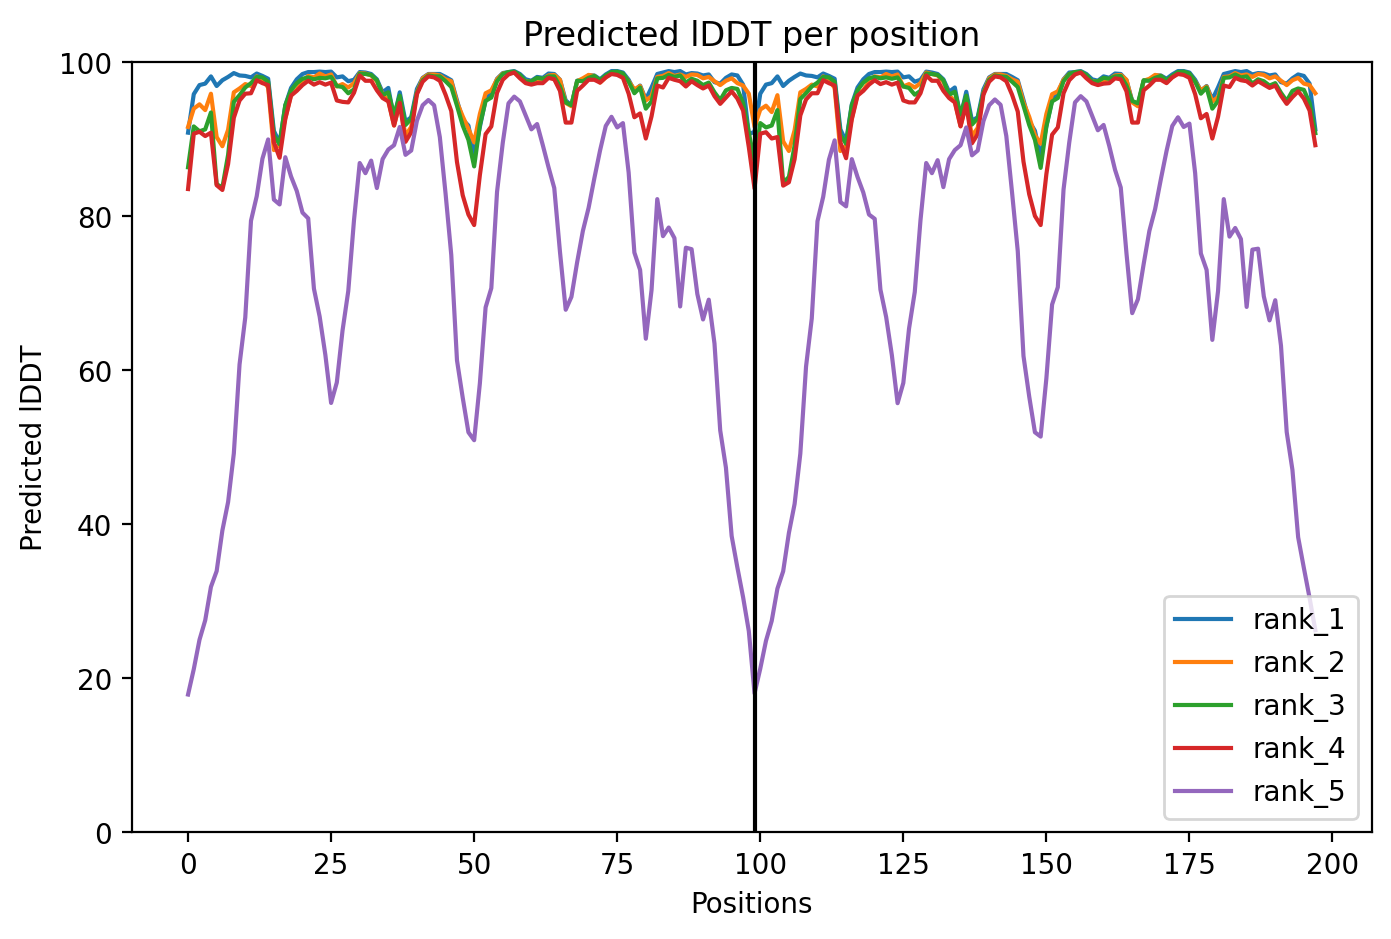 Predicted lDDT per position
100
80
60
40
20
0
Predicted lDDT
0 25 50 75 100 125 150 175 200
Positions
rank_1
rank_2
rank_3
rank_4
rank_5